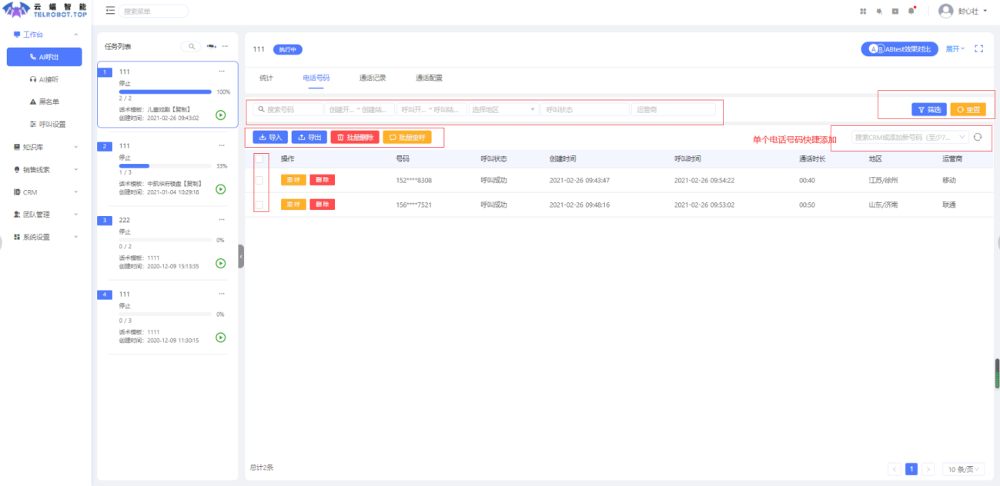 云蝠智能
TELROBOT.TOP
搜索菜单
封心壮
工作台
AI呼出
AI接听
黑名单
呼叫设置
知识库
销售线索
CRM
团队管理
系统设置
任务列表
1 111
停止
100%
2 / 2
话术模板：儿童戏剧【复制】
创建时间：2021-02-26 09:43:02
2 111
停止
33%
1 / 3
话术模板：中凯华府楼盘【复制】
创建时间：2021-01-04 10:29:18
3 222
停止
0%
0 / 2
话术模板：1111
创建时间：2020-12-09 15:13:35
4 111
停止
0%
0 / 3
话术模板：1111
创建时间：2020-12-09 11:30:15
111 执行中
ABtest效果对比 展开
统计 电话号码 通话记录 通话配置
搜索号码 创建开... ~ 创建结... 呼叫开... ~ 呼叫结... 选择地区 呼叫状态 运营商
筛选 重置
导入 导出 批量删除 批量重呼
单个电话号码快捷添加 搜索CRM或添加新号码（至少7...
操作 号码 呼叫状态 创建时间 呼叫时间 通话时长 地区 运营商
重呼 删除 152****8308 呼叫成功 2021-02-26 09:43:47 2021-02-26 09:54:22 00:40 江苏/徐州 移动
重呼 删除 156****7521 呼叫成功 2021-02-26 09:48:16 2021-02-26 09:53:02 00:50 山东/济南 联通
总计2条
< 1 > 10 条/页